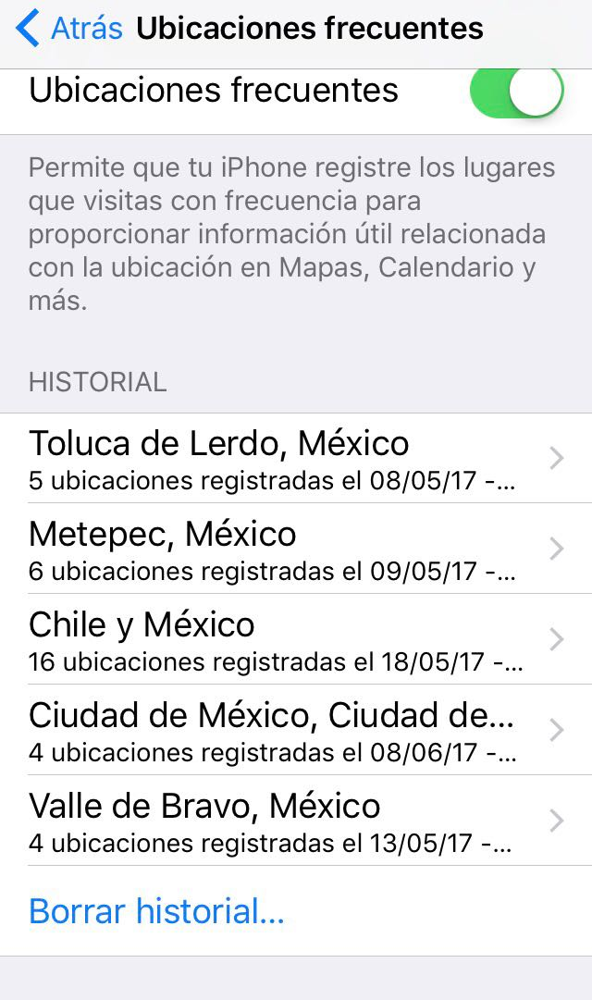 Atrás Ubicaciones frecuentes
Ubicaciones frecuentes
Permite que tu iPhone registre los lugares
que visitas con frecuencia para
proporcionar información útil relacionada
con la ubicación en Mapas, Calendario y
más.
HISTORIAL
Toluca de Lerdo, México
5 ubicaciones registradas el 08/05/17 -...
Metepec, México
6 ubicaciones registradas el 09/05/17 -...
Chile y México
16 ubicaciones registradas el 18/05/17 -...
Ciudad de México, Ciudad de...
4 ubicaciones registradas el 08/06/17 -...
Valle de Bravo, México
4 ubicaciones registradas el 13/05/17 -...
Borrar historial...